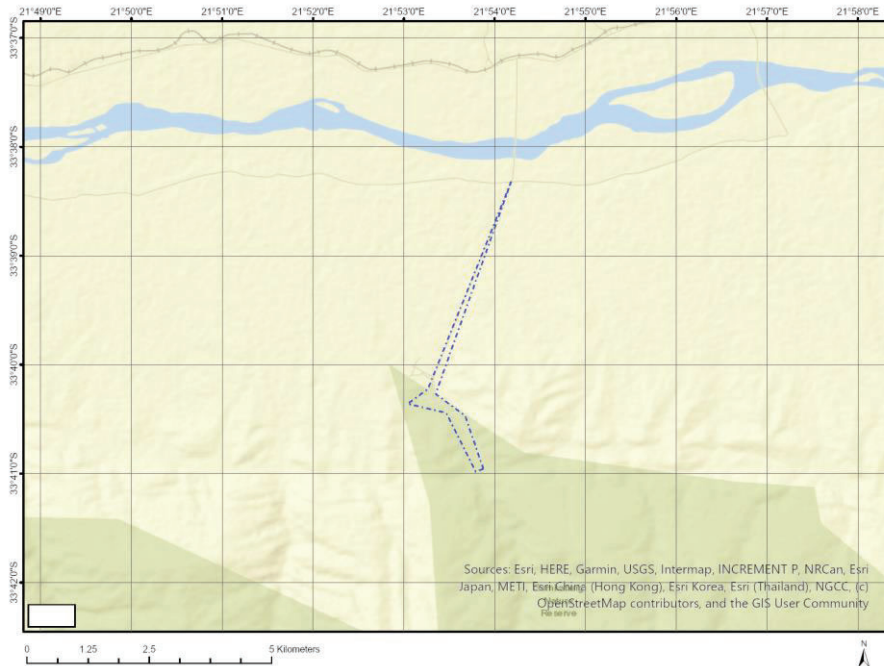 21°49'0"E 21°50'0"E 21°51'0"E 21°52'0"E 21°53'0"E 21°54'0"E 21°55'0"E 21°56'0"E 21°57'0"E 21°58'0"E
33°37'0"S
33°38'0"S
33°39'0"S
33°40'0"S
33°41'0"S
33°42'0"S
Sources: Esri, HERE, Garmin, USGS, Intermap, INCREMENT P, NRCan, Esri
Japan, METI, Esri China (Hong Kong), Esri Korea, Esri (Thailand), NGCC, (c)
OpenStreetMap contributors, and the GIS User Community
Reserve
0 1.25 2.5 5 Kilometers
N